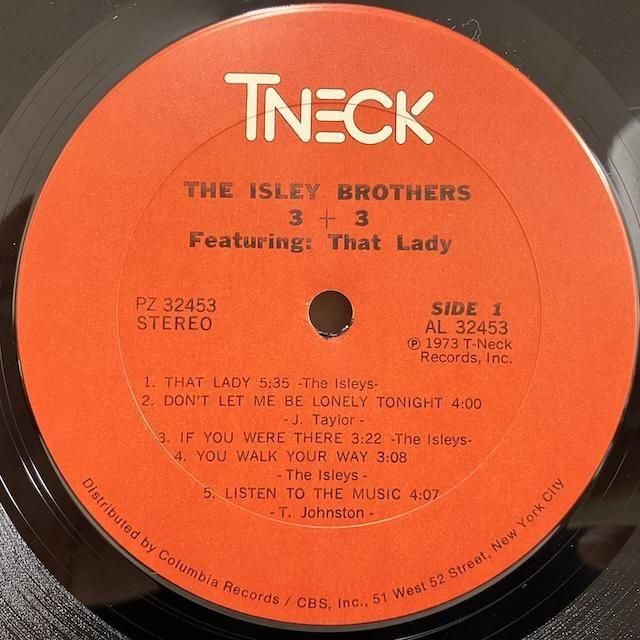 TNECK
THE ISLEY BROTHERS
3 + 3
Featuring: That Lady
PZ 32453
STEREO
SIDE 1
AL 32453
℗ 1973 T-Neck
Records, Inc.
1. THAT LADY 5:35 -The Isleys-
2. DON'T LET ME BE LONELY TONIGHT 4:00
- J. Taylor -
3. IF YOU WERE THERE 3:22 -The Isleys-
4. YOU WALK YOUR WAY 3:08
- The Isleys -
5. LISTEN TO THE MUSIC 4:07
- T. Johnston -
Distributed by Columbia Records / CBS, Inc., 51 West 52 Street, New York City